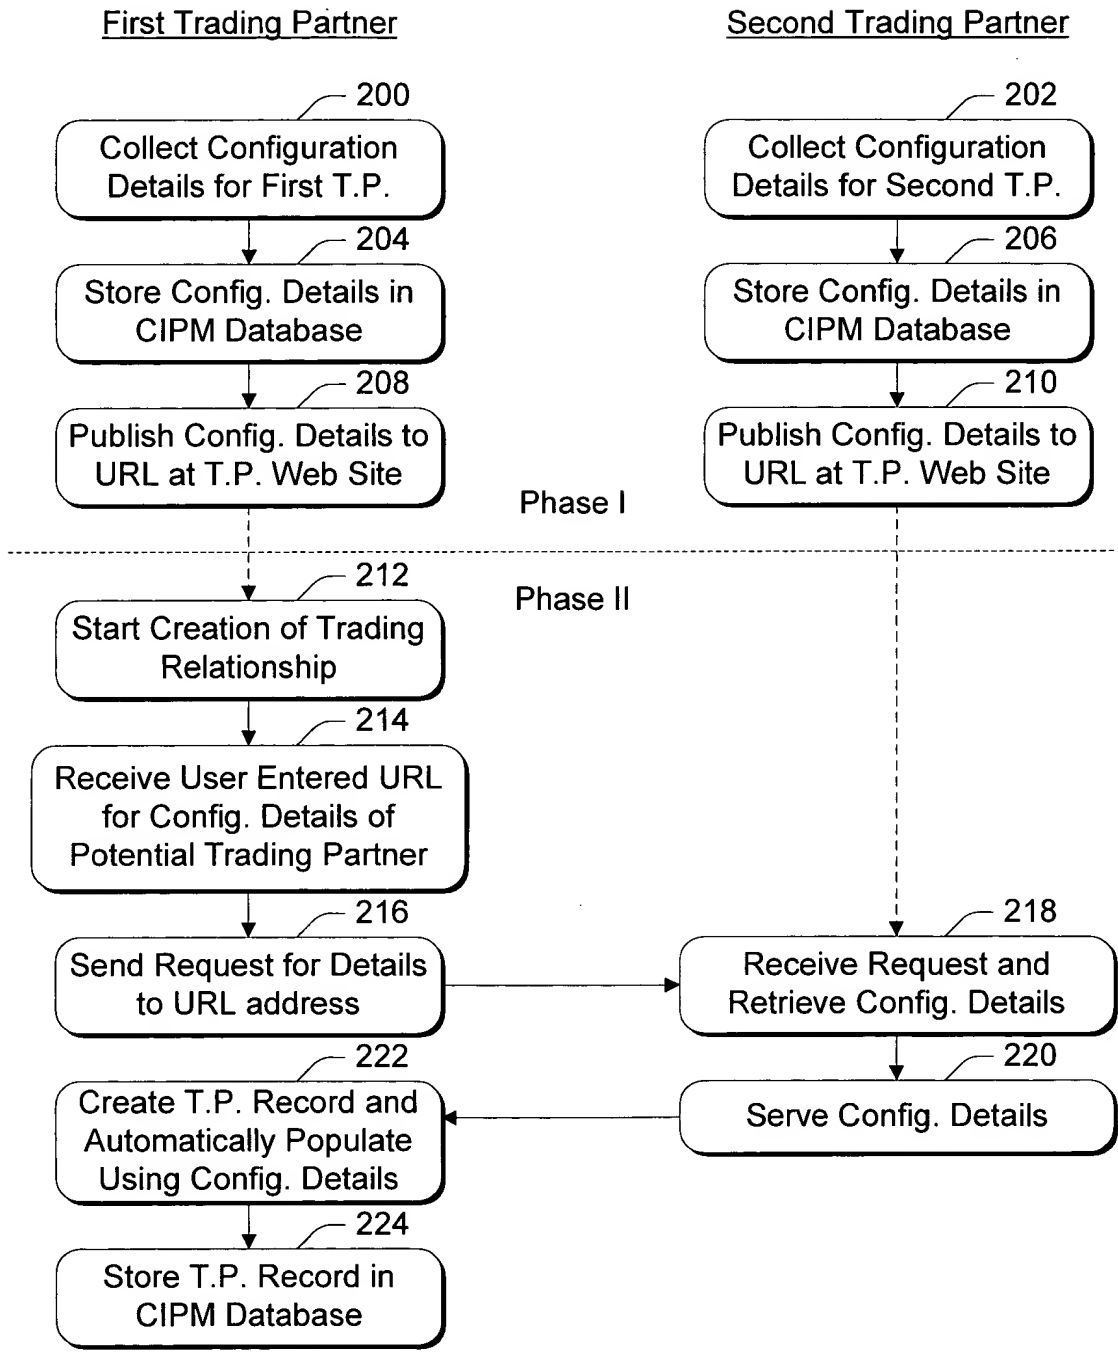 First Trading Partner
Second Trading Partner
200
Collect Configuration
Details for First T.P.
202
Collect Configuration
Details for Second T.P.
204
Store Config. Details in
CIPM Database
206
Store Config. Details in
CIPM Database
208
Publish Config. Details to
URL at T.P. Web Site
210
Publish Config. Details to
URL at T.P. Web Site
Phase I
Phase II
212
Start Creation of Trading
Relationship
214
Receive User Entered URL
for Config. Details of
Potential Trading Partner
216
Send Request for Details
to URL address
218
Receive Request and
Retrieve Config. Details
220
Serve Config. Details
222
Create T.P. Record and
Automatically Populate
Using Config. Details
224
Store T.P. Record in
CIPM Database